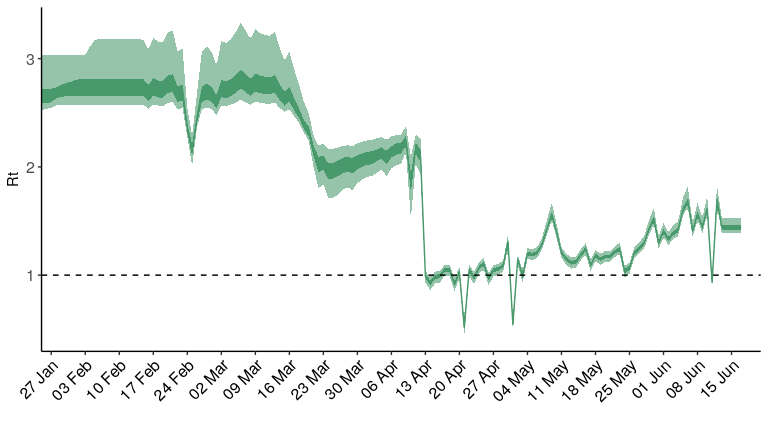 Rt
3
2
1
27 Jan
03 Feb
10 Feb
17 Feb
24 Feb
02 Mar
09 Mar
16 Mar
23 Mar
30 Mar
06 Apr
13 Apr
20 Apr
27 Apr
04 May
11 May
18 May
25 May
01 Jun
08 Jun
15 Jun